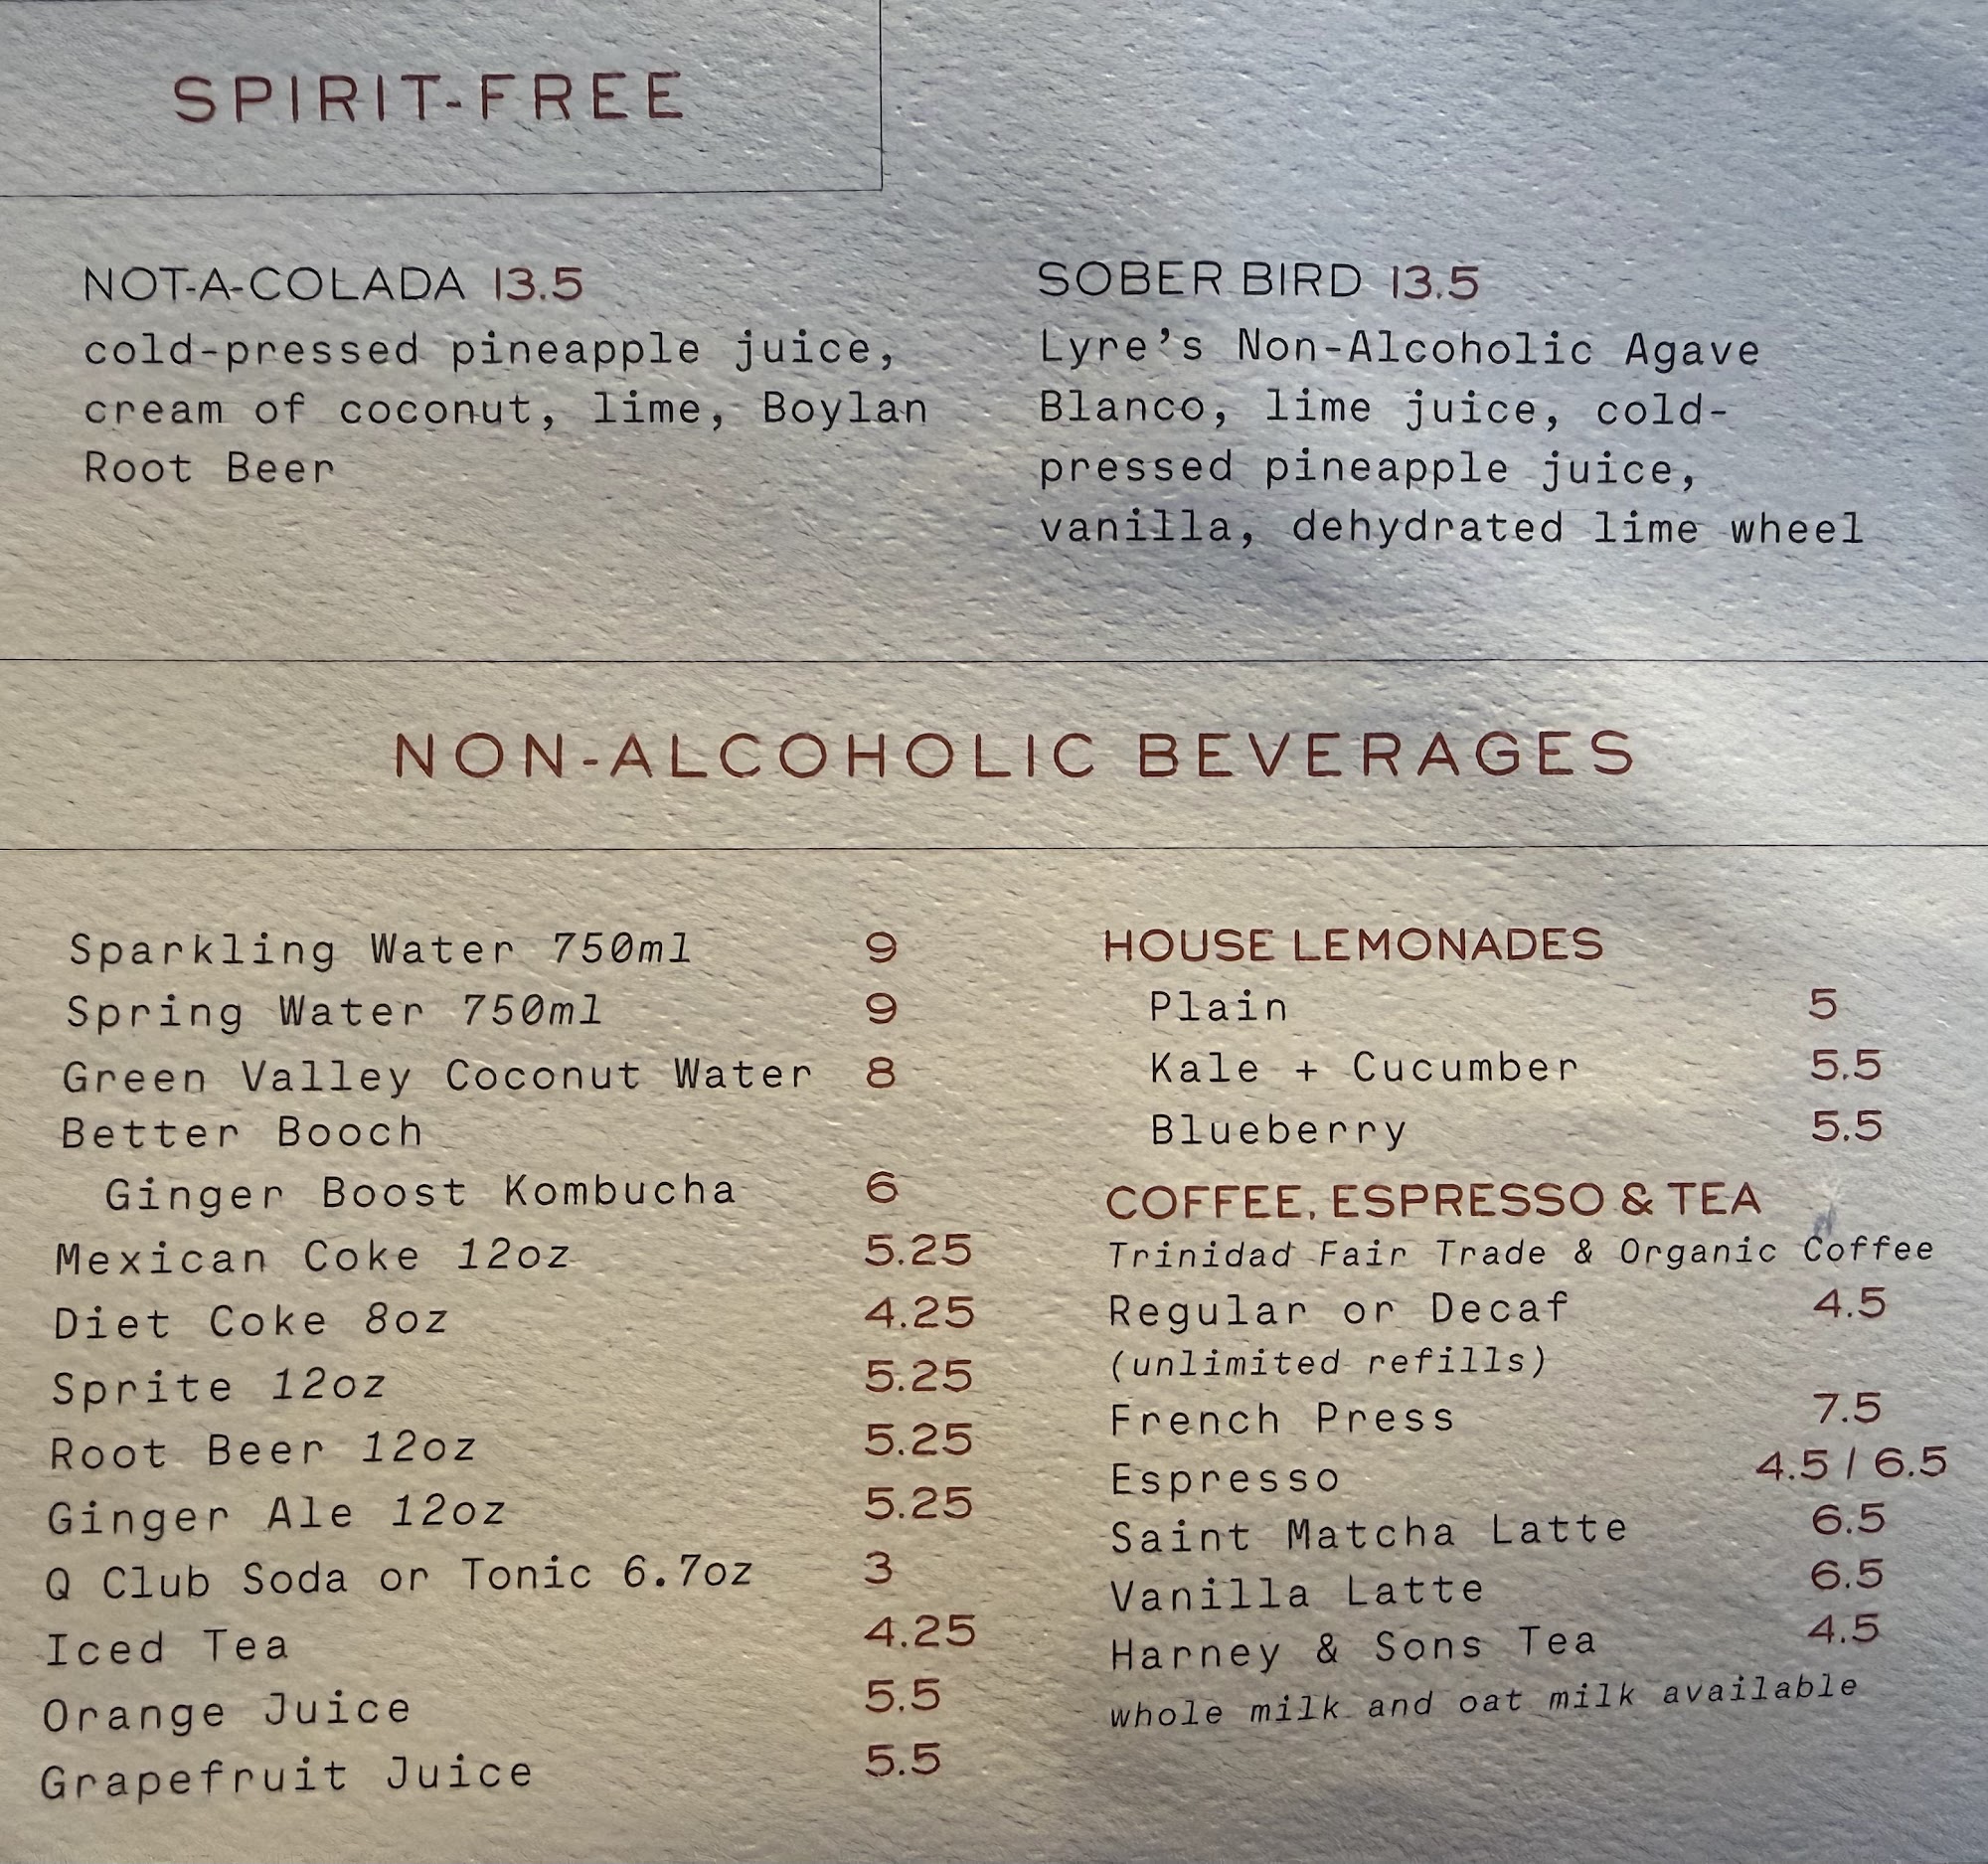 SPIRIT-FREE
NOT-A-COLADA 13.5
cold-pressed pineapple juice,
cream of coconut, lime, Boylan
Root Beer
SOBER BIRD 13.5
Lyre's Non-Alcoholic Agave
Blanco, lime juice, cold-
pressed pineapple juice,
vanilla, dehydrated lime wheel
NON-ALCOHOLIC BEVERAGES
Sparkling Water 750ml 9
Spring Water 750ml 9
Green Valley Coconut Water 8
Better Booch
Ginger Boost Kombucha 6
Mexican Coke 12oz 5.25
Diet Coke 8oz 4.25
Sprite 12oz 5.25
Root Beer 12oz 5.25
Ginger Ale 12oz 5.25
Q Club Soda or Tonic 6.7oz 3
Iced Tea 4.25
Orange Juice 5.5
Grapefruit Juice 5.5
HOUSE LEMONADES
Plain 5
Kale + Cucumber 5.5
Blueberry 5.5
COFFEE, ESPRESSO & TEA
Trinidad Fair Trade & Organic Coffee
Regular or Decaf 4.5
(unlimited refills)
French Press 7.5
Espresso 4.5 / 6.5
Saint Matcha Latte 6.5
Vanilla Latte 6.5
Harney & Sons Tea 4.5
whole milk and oat milk available